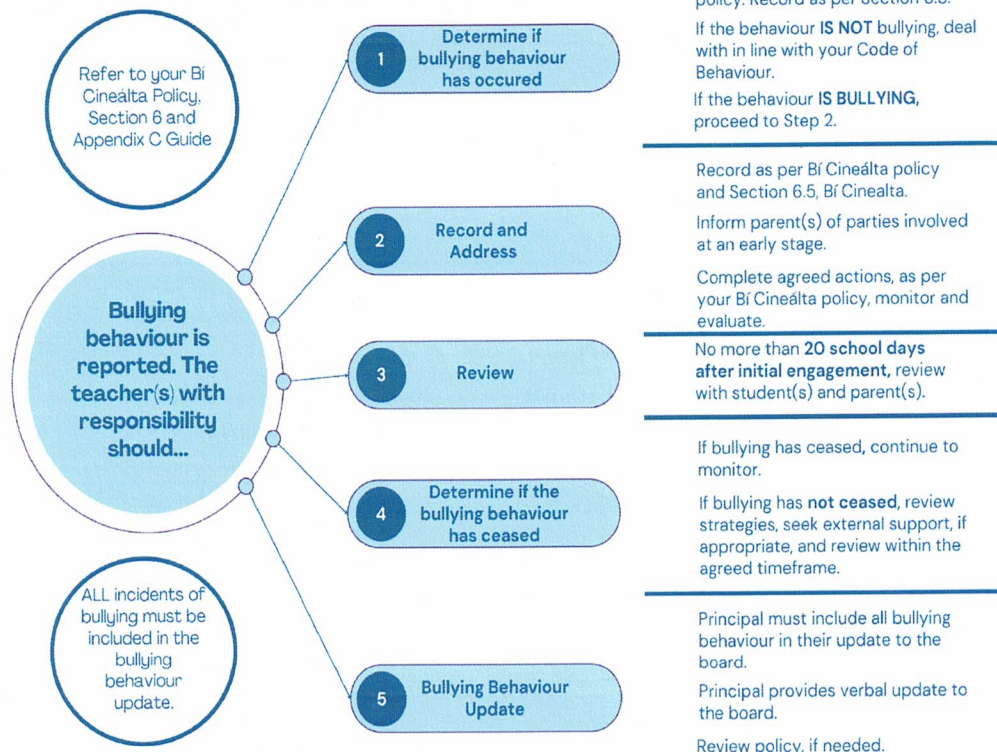 Refer to your Bí
Cineálta Policy,
Section 6 and
Appendix C Guide
Bullying
behaviour is
reported. The
teacher(s) with
responsibility
should...
ALL incidents of
bullying must be
included in the
bullying
behaviour
update.
1
Determine if
bullying behaviour
has occured
policy. Record as per Section
If the behaviour IS NOT bullying, deal
with in line with your Code of
Behaviour.
If the behaviour IS BULLYING,
proceed to Step 2.
2
Record and
Address
Record as per Bí Cineálta policy
and Section 6.5, Bí Cinealta.
Inform parent(s) of parties involved
at an early stage.
Complete agreed actions, as per
your Bí Cineálta policy, monitor and
evaluate.
3
Review
No more than 20 school days
after initial engagement, review
with student(s) and parent(s).
4
Determine if the
bullying behaviour
has ceased
If bullying has ceased, continue to
monitor.
If bullying has not ceased, review
strategies, seek external support, if
appropriate, and review within the
agreed timeframe.
5
Bullying Behaviour
Update
Principal must include all bullying
behaviour in their update to the
board.
Principal provides verbal update to
the board.
Review policy, if needed.